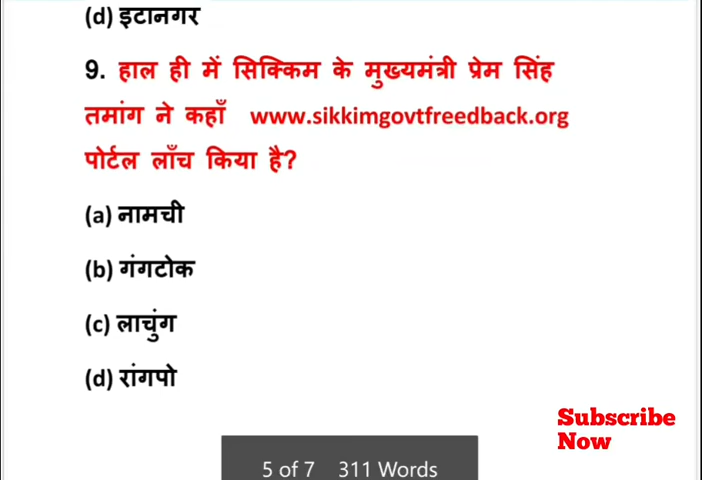 (d) इटानगर
9. हाल ही में सिक्किम के मुख्यमंत्री प्रेम सिंह
तमांग ने कहाँ www.sikkimgovtfreedback.org
पोर्टल लाँच किया है?
(a) नामची
(b) गंगटोक
(c) लाचुंग
(d) रांगपो
Subscribe
Now
5 of 7 311 Words